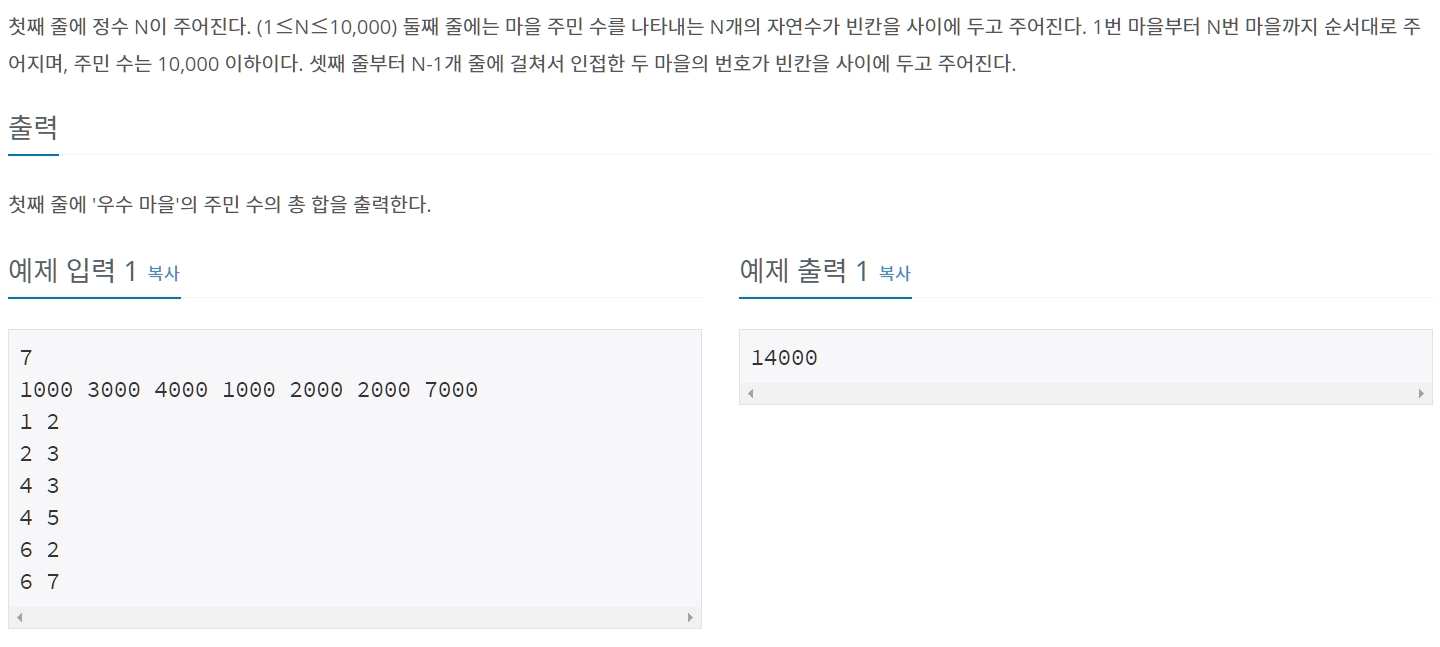 첫째 줄에 정수 N이 주어진다. (1≤N≤10,000) 둘째 줄에는 마을 주민 수를 나타내는 N개의 자연수가 빈칸을 사이에 두고 주어진다. 1번 마을부터 N번 마을까지 순서대로 주
어지며, 주민 수는 10,000 이하이다. 셋째 줄부터 N-1개 줄에 걸쳐서 인접한 두 마을의 번호가 빈칸을 사이에 두고 주어진다.
출력
첫째 줄에 '우수 마을'의 주민 수의 총 합을 출력한다.
예제 입력 1 복사
7
1000 3000 4000 1000 2000 2000 7000
1 2
2 3
4 3
4 5
6 2
6 7
예제 출력 1 복사
14000